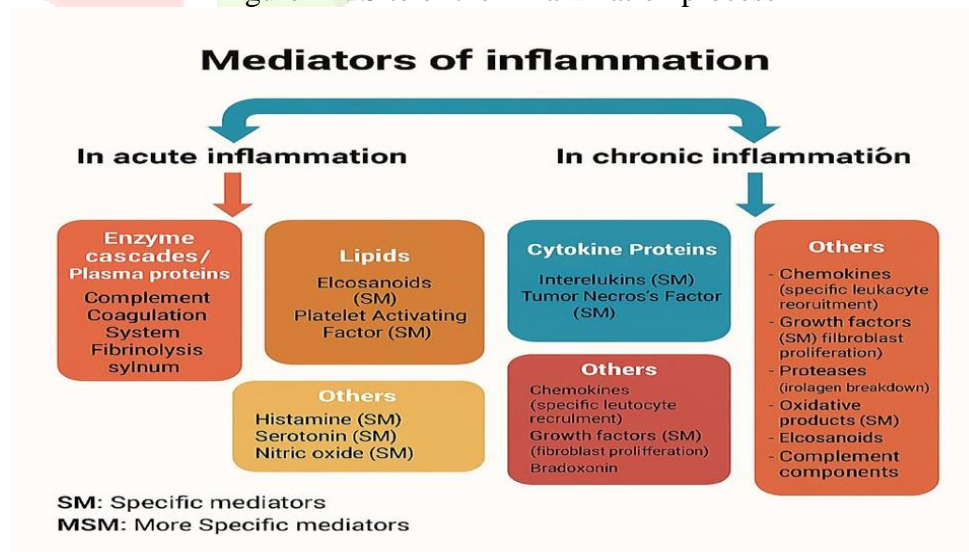 Mediators of inflammation
In acute inflammation
In chronic inflammatión
Enzyme
cascades/
Plasma proteins
Complement
Coagulation
System
Fibrinolysis
sylnum
Lipids
Elcosanoids
(SM)
Platelet Activating
Factor (SM)
Others
Histamine (SM)
Serotonin (SM)
Nitric oxide (SM)
Cytokine Proteins
Interelukins (SM)
Tumor Necros's Factor
(SM)
Others
Chemokines
(specific leutocyte
recrulment)
Growth factors (SM)
(fibroblast prolifferation)
Bradoxonin
Others
- Chemokines
(specific leukacyte
recoruitment)
- Growth factors
(SM) filbroblast
proliferation)
- Proteases
(irolagen breakdown)
- Oxidative
products (SM)
- Elcosanoids
- Complement
components
SM: Specific mediators
MSM: More Specific mediators